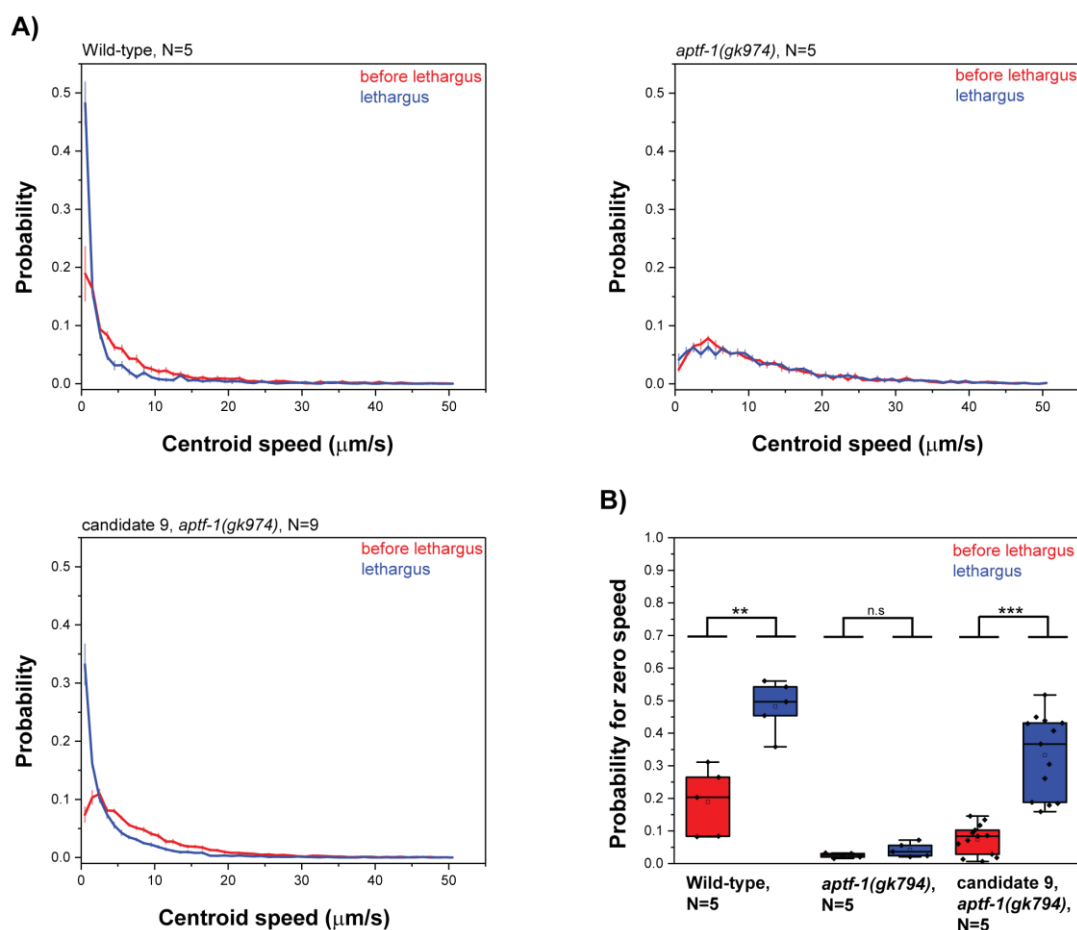 A)
Wild-type, N=5
before lethargus
lethargus
0.5
0.4
0.3
0.2
0.1
0.0
Probability
0 10 20 30 40 50
Centroid speed (μm/s)
aptf-1(gk974), N=5
before lethargus
lethargus
0.5
0.4
0.3
0.2
0.1
0.0
Probability
0 10 20 30 40 50
Centroid speed (μm/s)
candidate 9, aptf-1(gk974), N=9
before lethargus
lethargus
0.5
0.4
0.3
0.2
0.1
0.0
Probability
0 10 20 30 40 50
Centroid speed (μm/s)
B)
before lethargus
lethargus
1.0
0.9
0.8
0.7
0.6
0.5
0.4
0.3
0.2
0.1
0.0
Probability for zero speed
** n.s ***
Wild-type,
N=5
aptf-1(gk794),
N=5
candidate 9,
aptf-1(gk794),
N=5